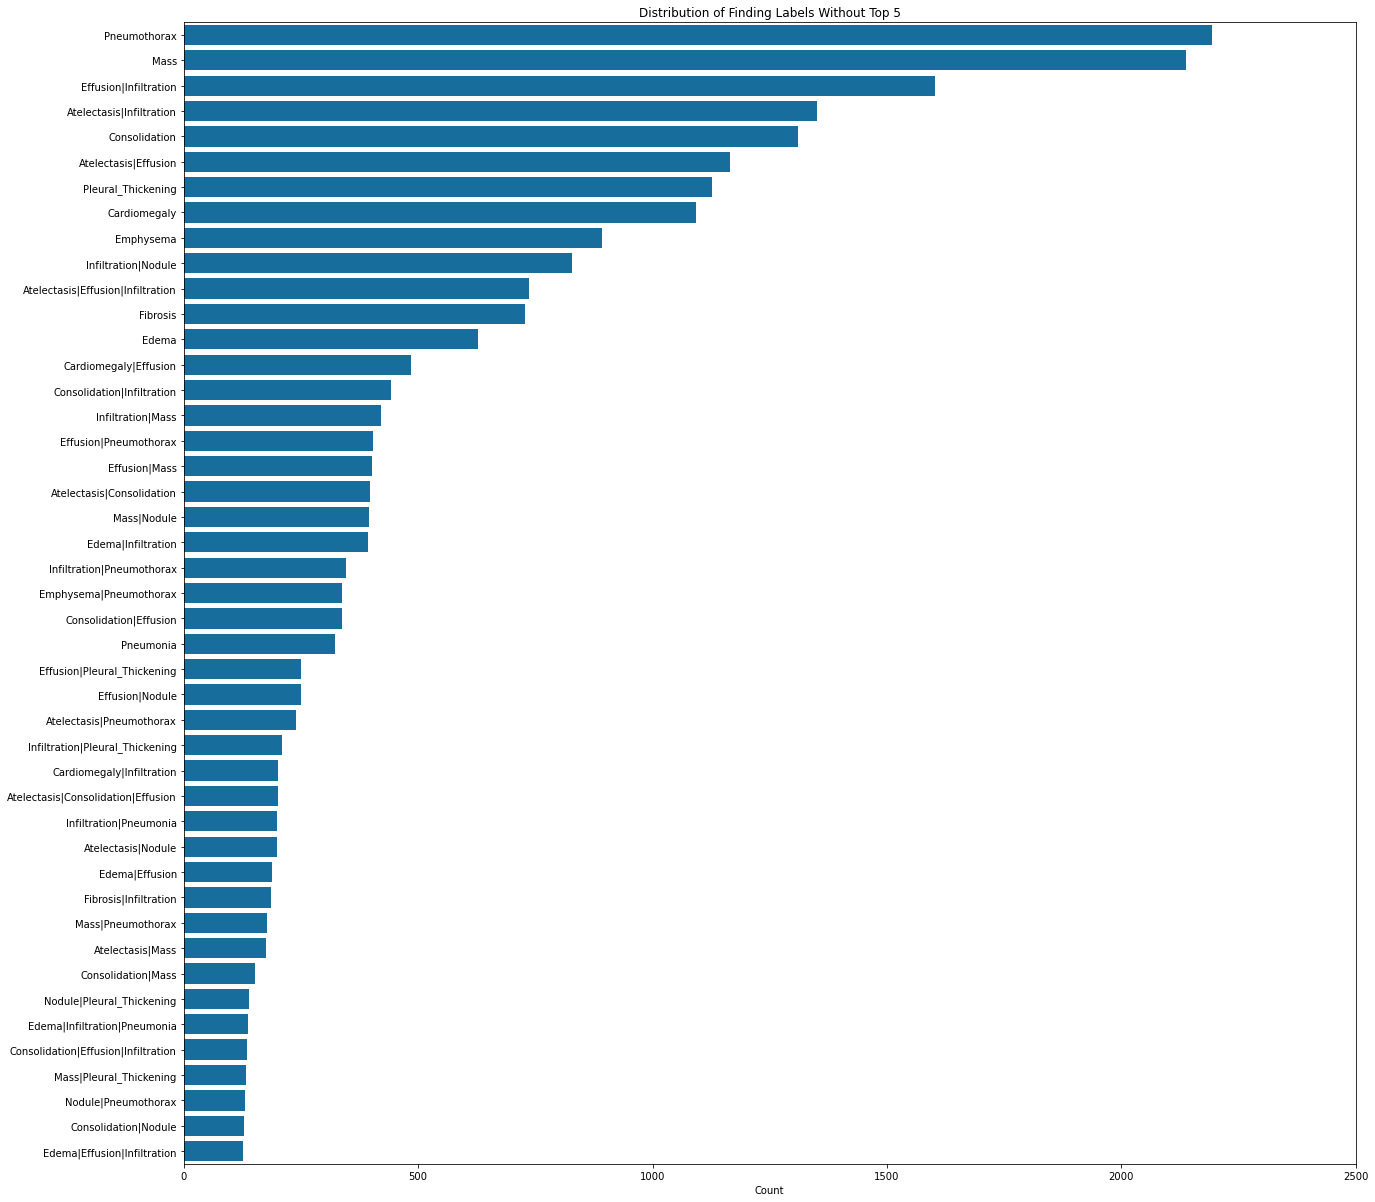 Distribution of Finding Labels Without Top 5
Pneumothorax
Mass
Effusion|Infiltration
Atelectasis|Infiltration
Consolidation
Atelectasis|Effusion
Pleural_Thickening
Cardiomegaly
Emphysema
Infiltration|Nodule
Atelectasis|Effusion|Infiltration
Fibrosis
Edema
Cardiomegaly|Effusion
Consolidation|Infiltration
Infiltration|Mass
Effusion|Pneumothorax
Effusion|Mass
Atelectasis|Consolidation
Mass|Nodule
Edema|Infiltration
Infiltration|Pneumothorax
Emphysema|Pneumothorax
Consolidation|Effusion
Pneumonia
Effusion|Pleural_Thickening
Effusion|Nodule
Atelectasis|Pneumothorax
Infiltration|Pleural_Thickening
Cardiomegaly|Infiltration
Atelectasis|Consolidation|Effusion
Infiltration|Pneumonia
Atelectasis|Nodule
Edema|Effusion
Fibrosis|Infiltration
Mass|Pneumothorax
Atelectasis|Mass
Consolidation|Mass
Nodule|Pleural_Thickening
Edema|Infiltration|Pneumonia
Consolidation|Effusion|Infiltration
Mass|Pleural_Thickening
Nodule|Pneumothorax
Consolidation|Nodule
Edema|Effusion|Infiltration
0 500 1000 1500 2000 2500
Count